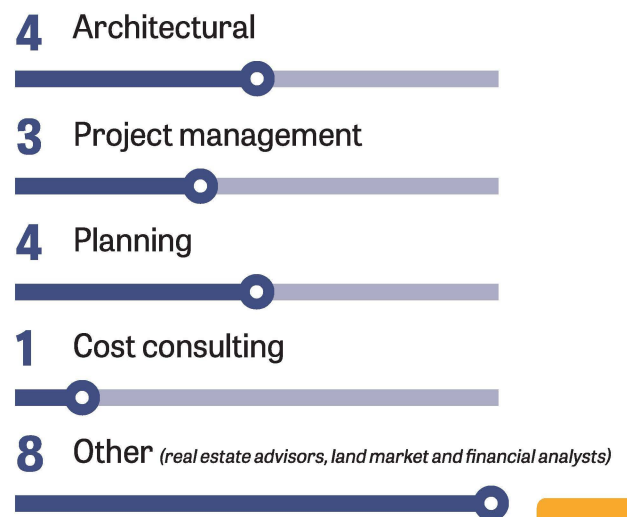 4 Architectural
3 Project management
4 Planning
1 Cost consulting
8 Other (real estate advisors, land market and financial analysts)